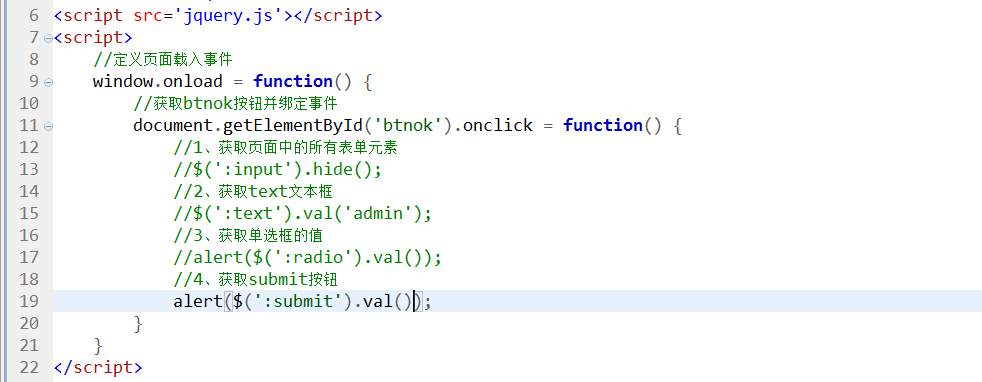 6 <script src='jquery.js'></script>
7 <script>
8 //定义页面载入事件
9 window.onload = function() {
10 //获取btnok按钮并绑定事件
11 document.getElementById('btnok').onclick = function() {
12 //1、获取页面中的所有表单元素
13 //$(':input').hide();
14 //2、获取text文本框
15 //$(':text').val('admin');
16 //3、获取单选框的值
17 //alert($(':radio').val());
18 //4、获取submit按钮
19 alert($(':submit').val());
20 }
21 }
22 </script>